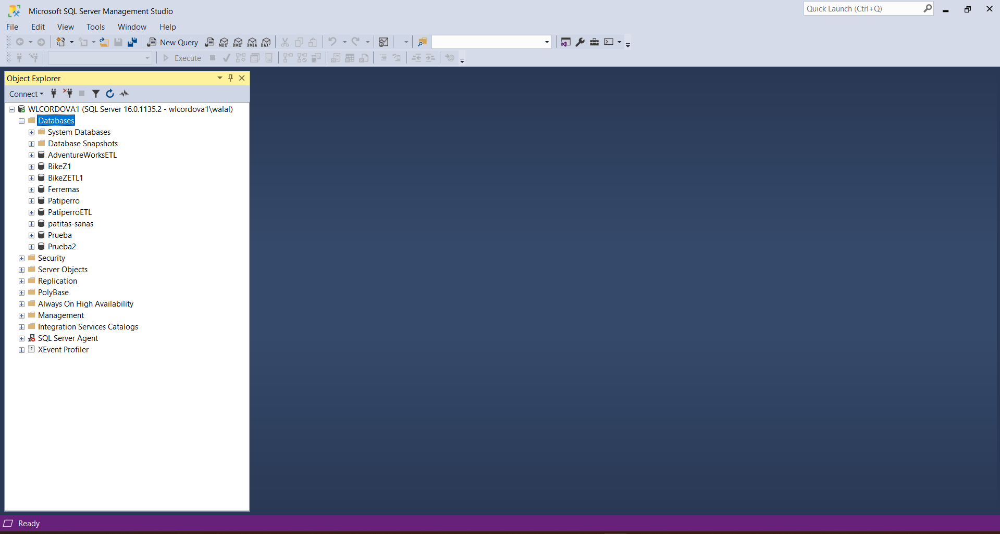 Microsoft SQL Server Management Studio
Quick Launch (Ctrl+Q)
File Edit View Tools Window Help
New Query MDX DMX XMLA DAX
Execute
Object Explorer
Connect
WLCORDOVA1 (SQL Server 16.0.1135.2 - wlcordova1\walal)
Databases
System Databases
Database Snapshots
AdventureWorksETL
BikeZ1
BikeZETL1
Ferremas
Patiperro
PatiperroETL
patitas-sanas
Prueba
Prueba2
Security
Server Objects
Replication
PolyBase
Always On High Availability
Management
Integration Services Catalogs
SQL Server Agent
XEvent Profiler
Ready